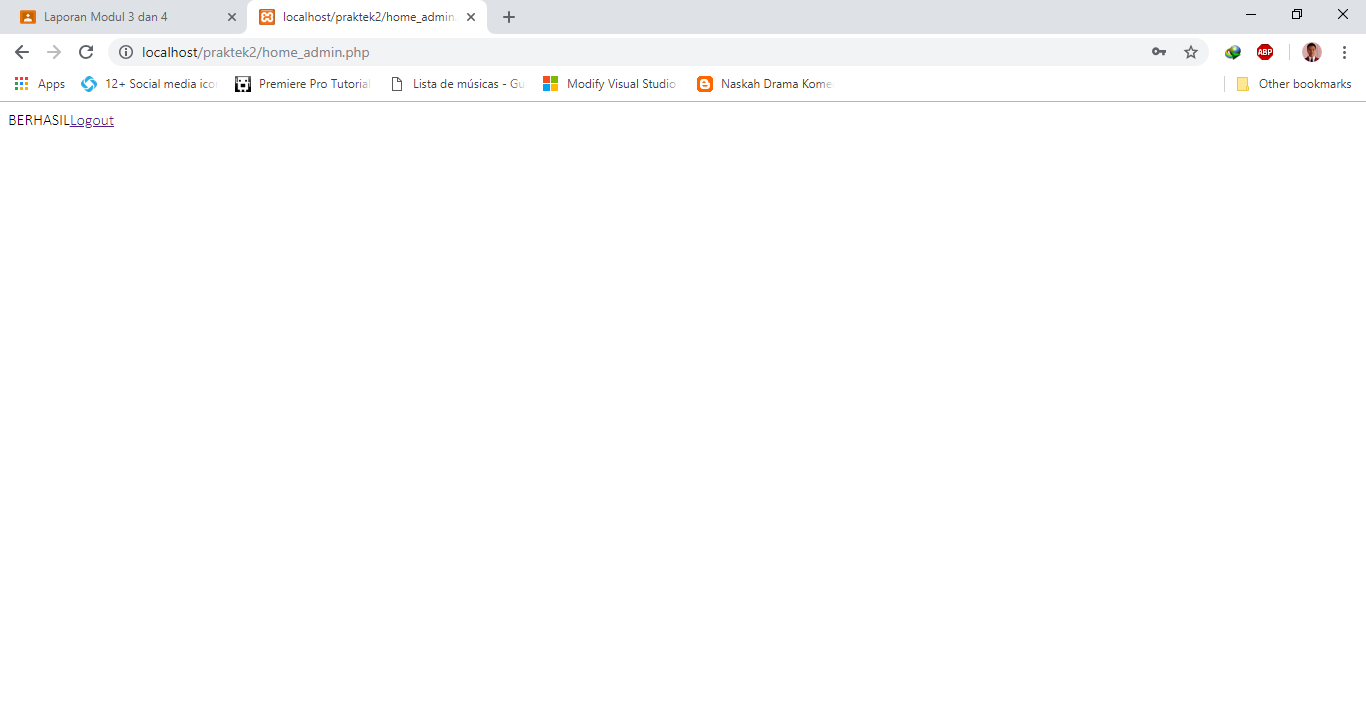 Laporan Modul 3 dan 4
localhost/praktek2/home_admin.
localhost/praktek2/home_admin.php
ABP
Apps
12+ Social media icon
Premiere Pro Tutorial
Lista de músicas - Gu
Modify Visual Studio
Naskah Drama Kome
Other bookmarks
BERHASILLogout